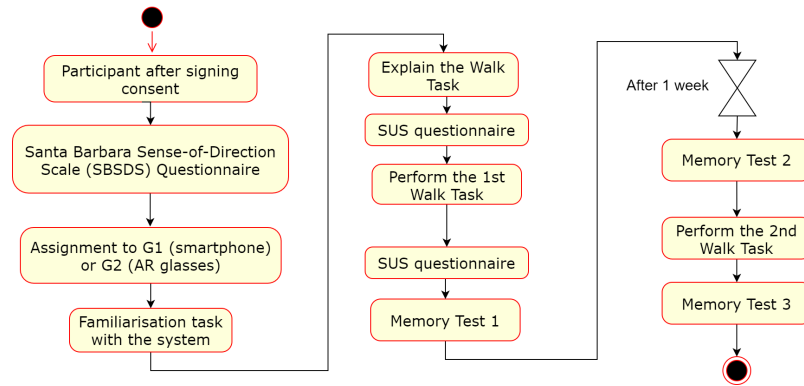 Participant after signing
consent
Santa Barbara Sense-of-Direction
Scale (SBSDS) Questionnaire
Assignment to G1 (smartphone)
or G2 (AR glasses)
Familiarisation task
with the system
Explain the Walk
Task
SUS questionnaire
Perform the 1st
Walk Task
SUS questionnaire
Memory Test 1
After 1 week
Memory Test 2
Perform the 2nd
Walk Task
Memory Test 3